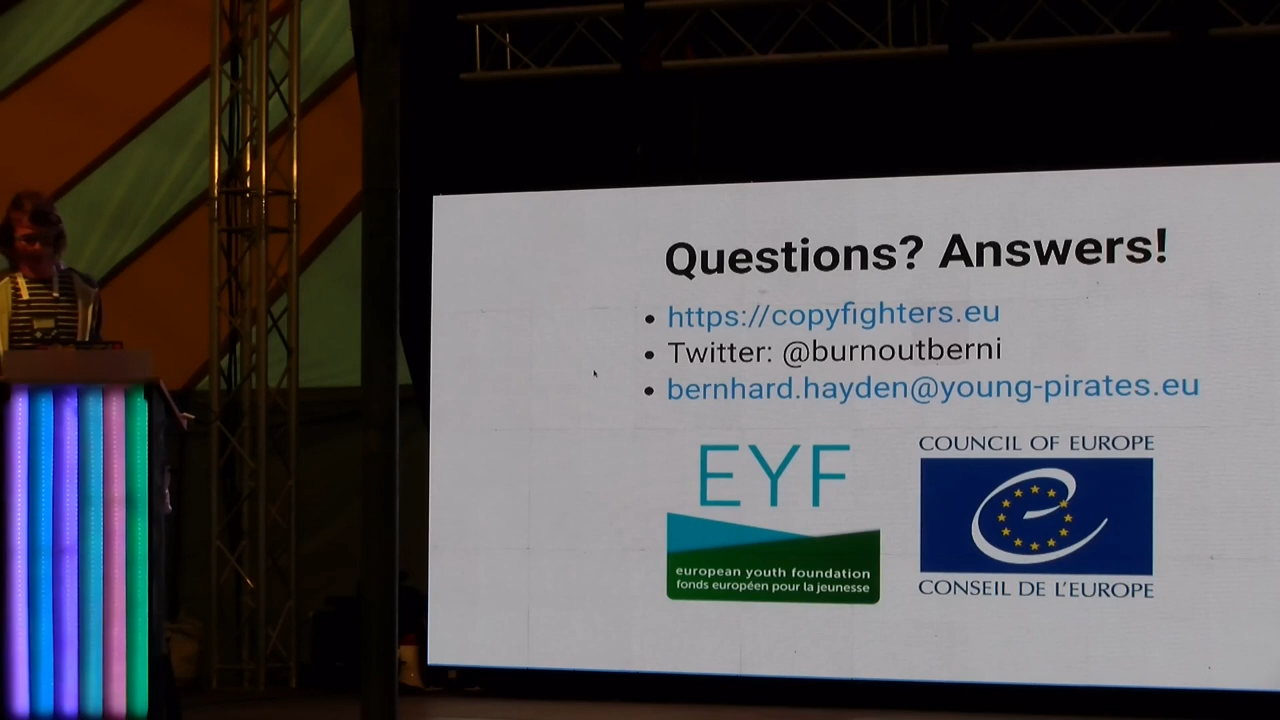 Questions? Answers!
• https://copyfighters.eu
• Twitter: @burnoutberni
• bernhard.hayden@young-pirates.eu
EYF
european youth foundation
fonds européen pour la jeunesse
COUNCIL OF EUROPE
CONSEIL DE L'EUROPE